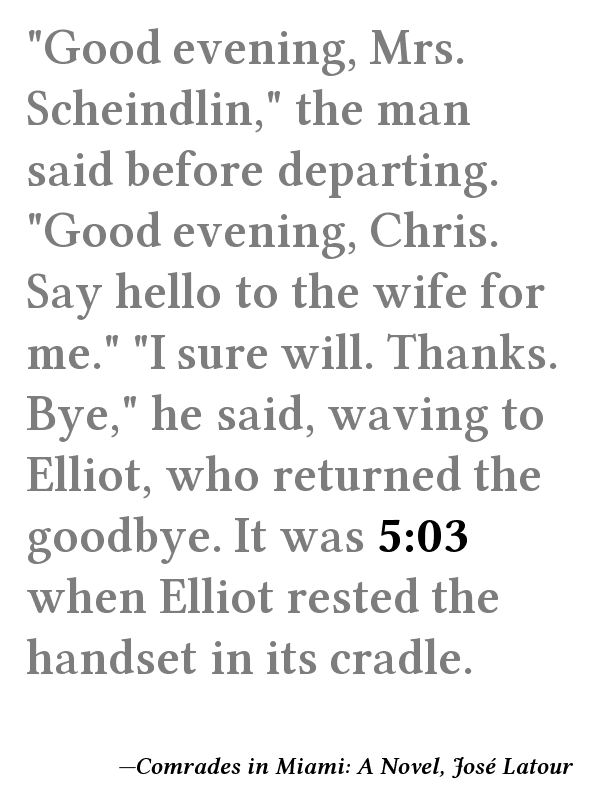 "Good evening, Mrs.
Scheindlin," the man
said before departing.
"Good evening, Chris.
Say hello to the wife for
me." "I sure will. Thanks.
Bye," he said, waving to
Elliot, who returned the
goodbye. It was 5:03
when Elliot rested the
handset in its cradle.
—Comrades in Miami: A Novel, José Latour